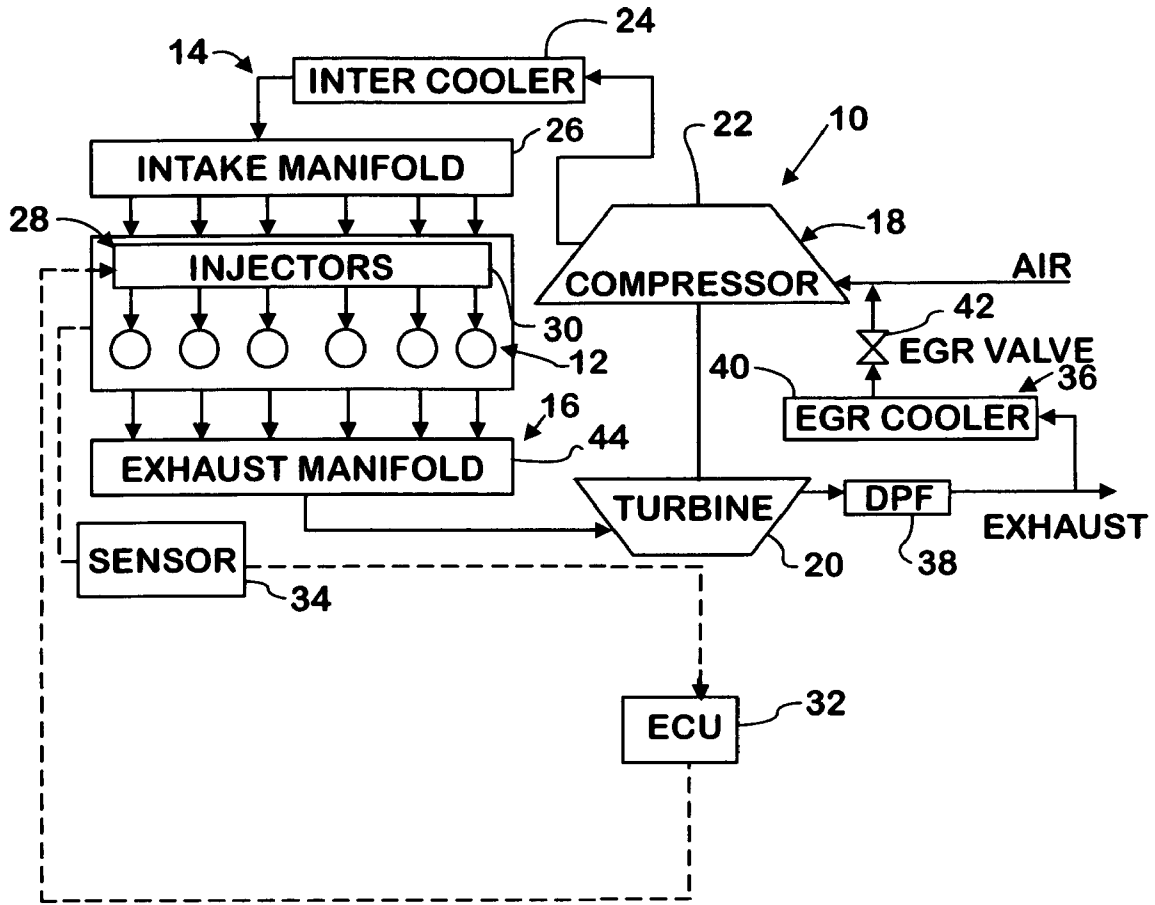 24
14
INTER COOLER
26
22
10
INTAKE MANIFOLD
28
18
INJECTORS
AIR
COMPRESSOR
30
42
12
EGR VALVE
40
36
16
EGR COOLER
44
EXHAUST MANIFOLD
TURBINE
DPF
EXHAUST
SENSOR
20
38
34
32
ECU